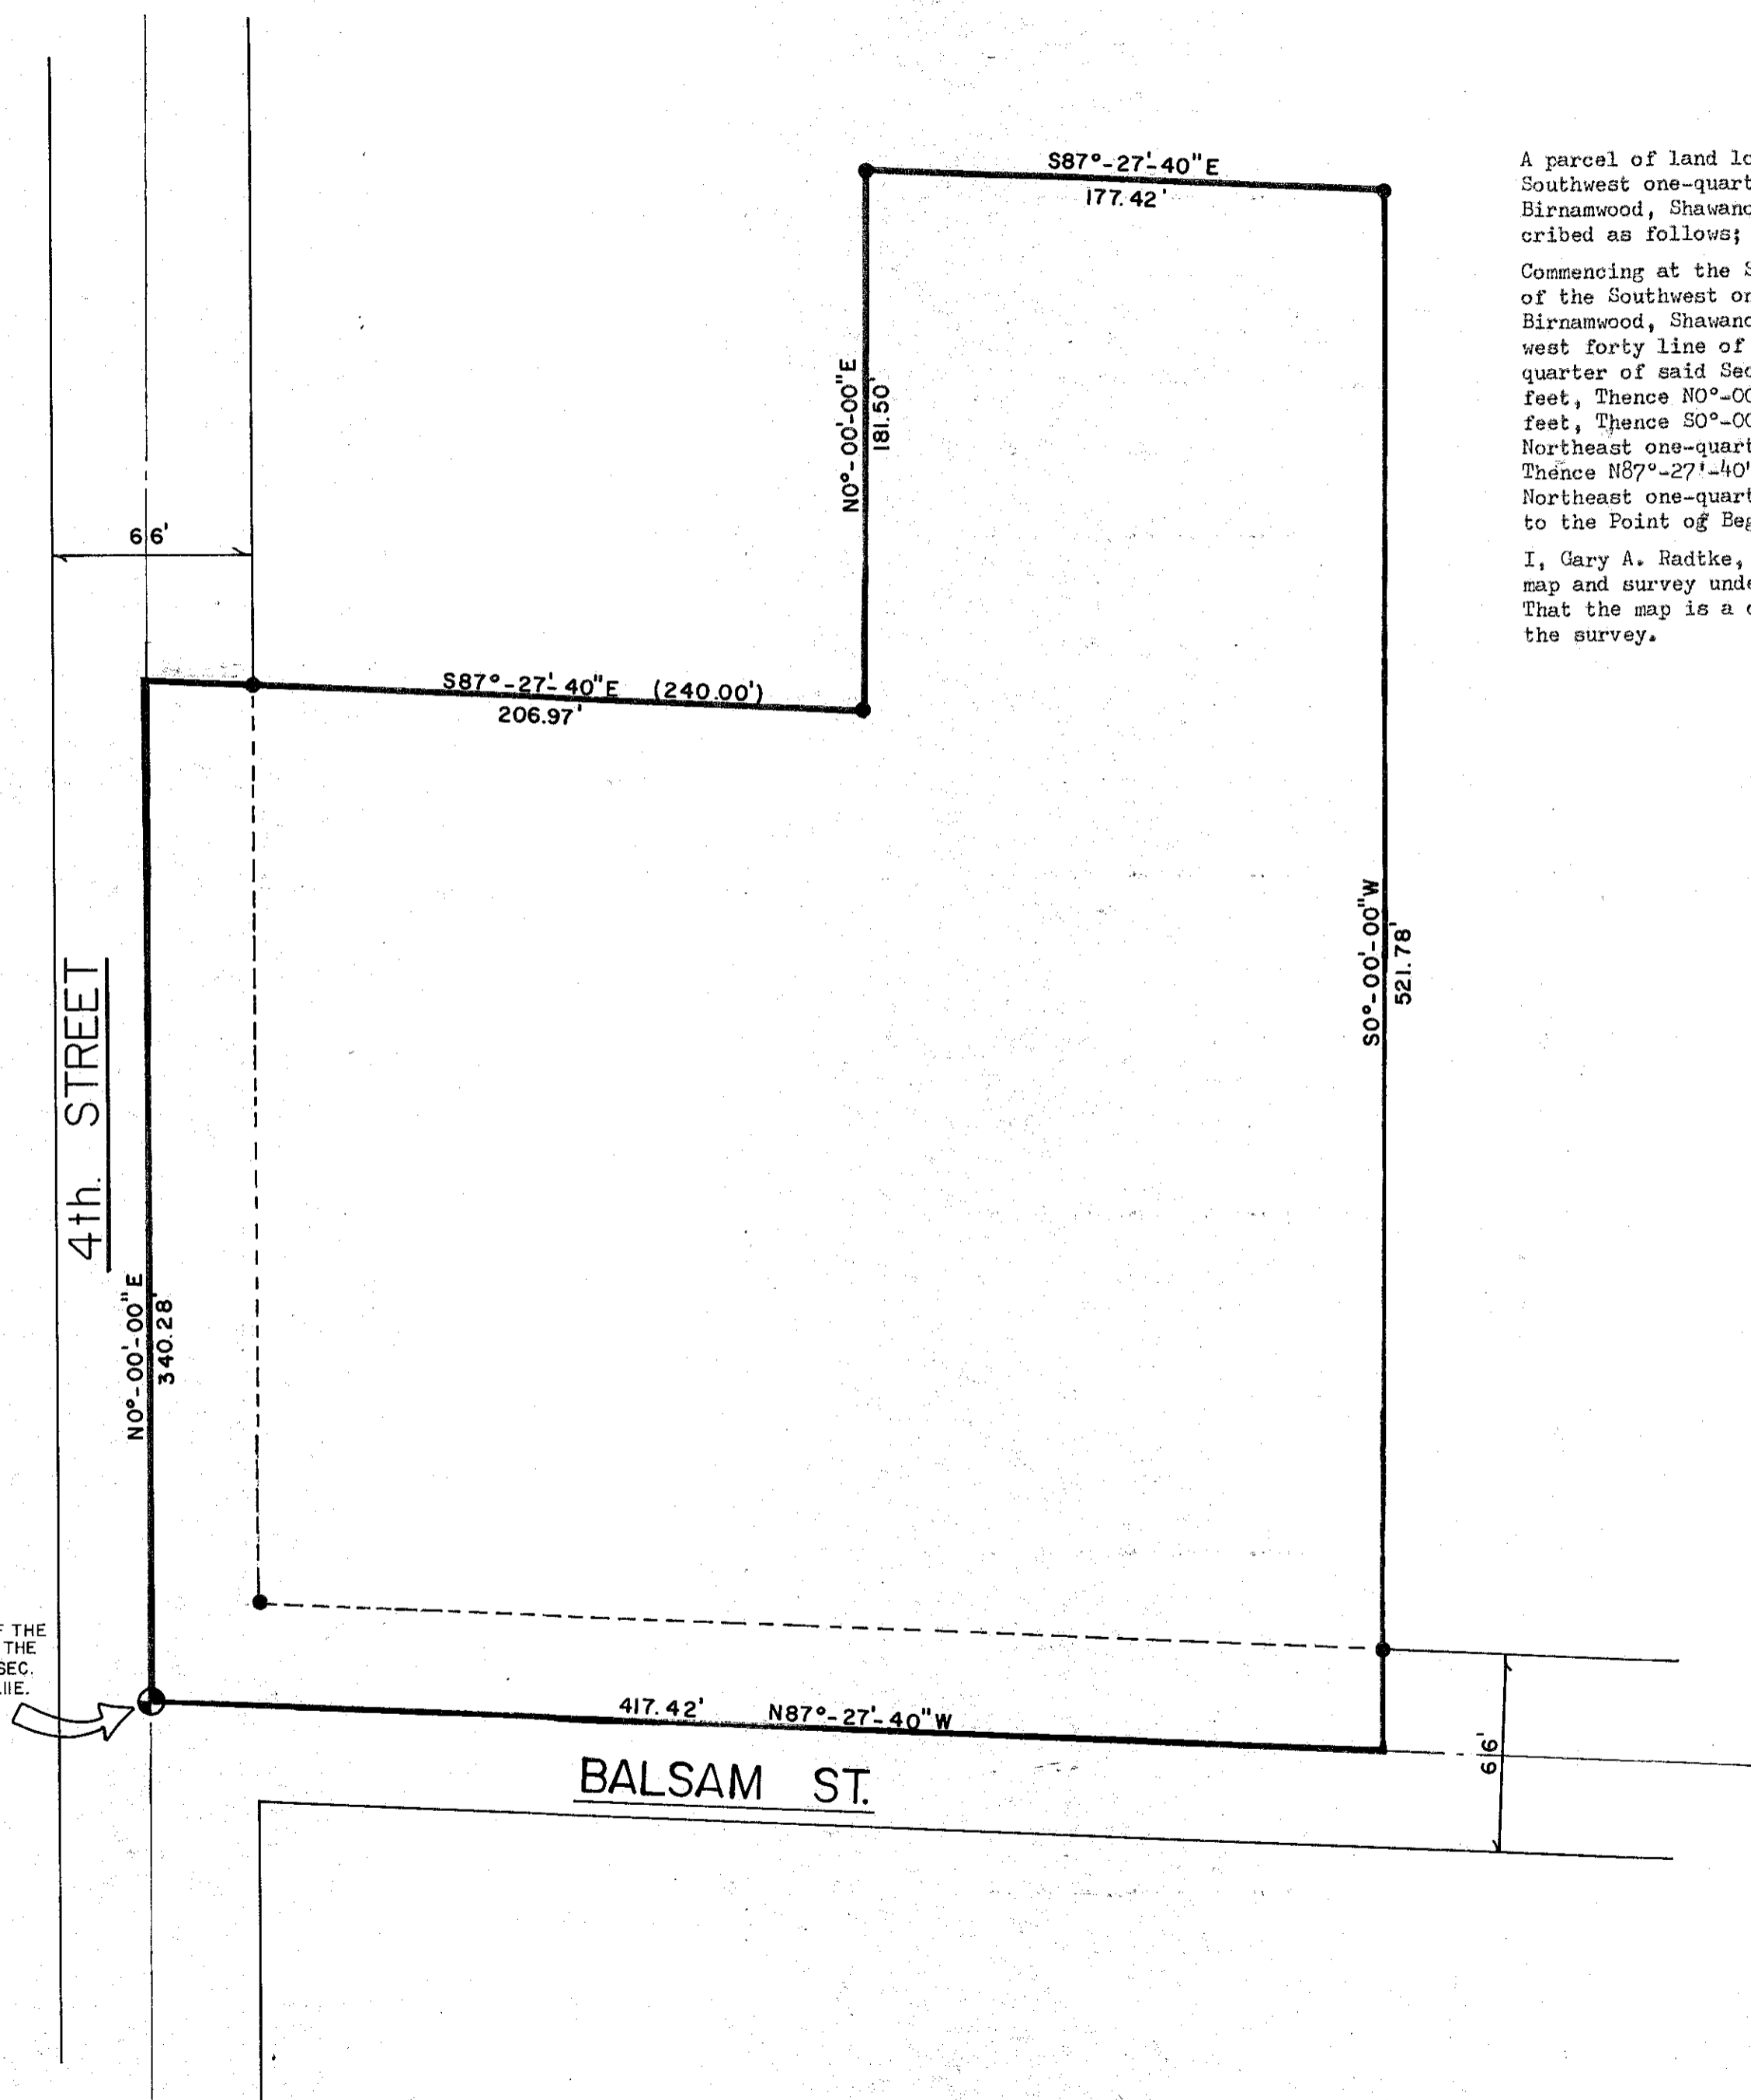 S87°-27'-40"E
177.42'
N0°-00'-00"E
181.50'
66'
S87°-27'-40"E (240.00')
206.97'
S0°-00'-00"W
521.78'
4th. STREET
N0°-00'-00"E
340.28'
THE
THE
SEC.
11E.
417.42' N87°-27'-40"W
BALSAM ST.
66'
A parcel of land
Southwest one-quart
Birnamwood, Shawano
cribed as follows;
Commencing at the
of the Southwest
Birnamwood, Shawano
west forty line of
quarter of said Sec
feet, Thence N0°-00
feet, Thence S0°-00
Northeast one-quart
Thence N87°-27'-40'
Northeast one-quart
to the Point og Beg
I, Gary A. Radtke,
map and survey unde
That the map is a
the survey.